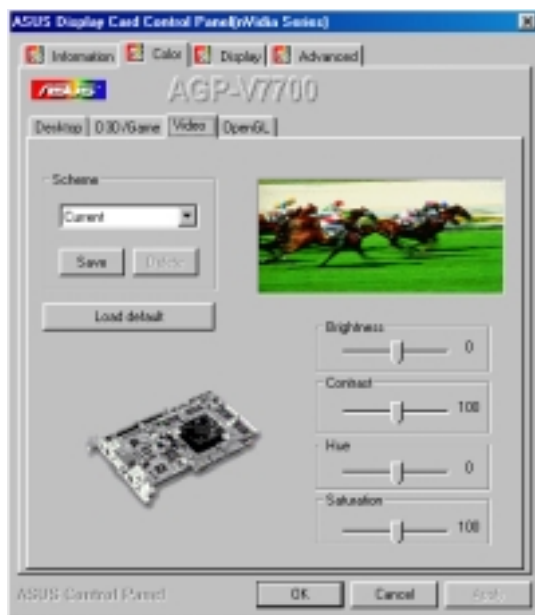 ASUS Display Card Control Panel(nVidia Series)
Information Color Display Advanced
/ISUS AGP-V7700
Desktop D3D/Game Video OpenGL
Scheme
Current
Save Delete
Load default
Brightness
0
Contrast
100
Hue
0
Saturation
100
ASUS Control Panel OK Cancel Apply